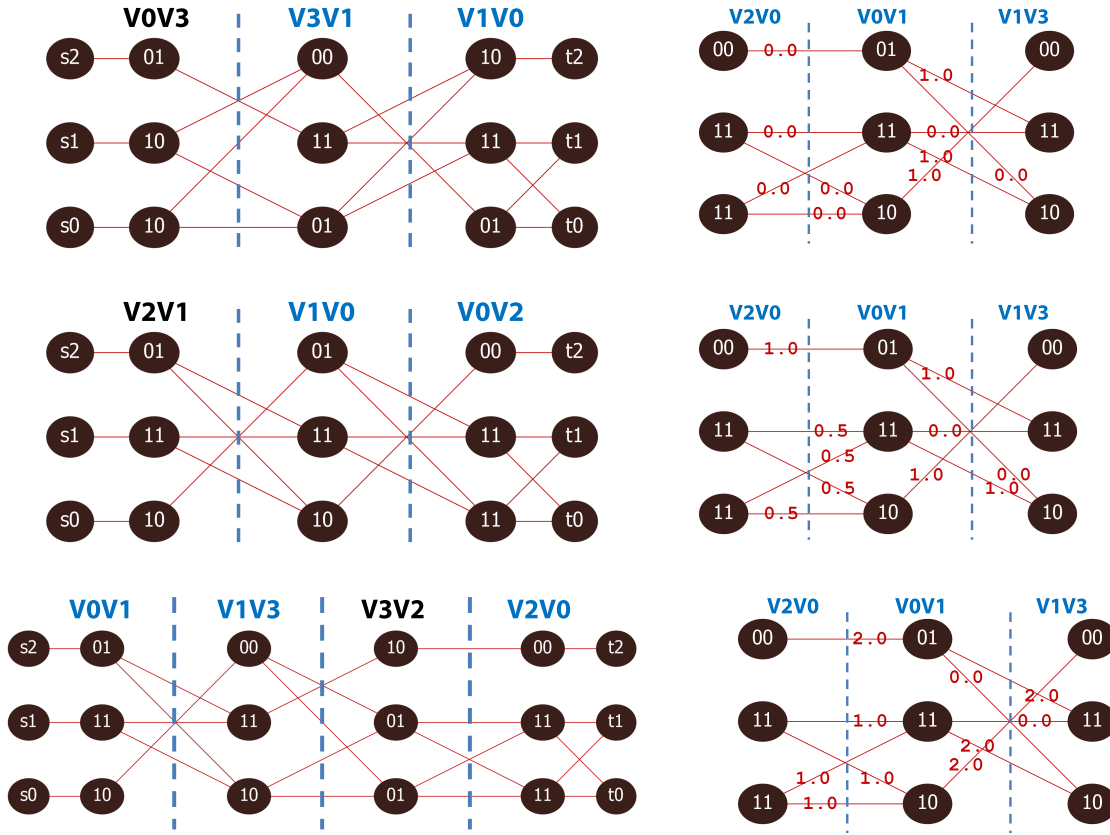 V0V3 V3V1 V1V0
s2 01 00 10 t2
s1 10 11 11 t1
s0 10 01 01 t0
V2V0 V0V1 V1V3
00 0.0 01 00
1.0
11 0.0 11 0.0 11
1.0
1.0 0.0
0.0 0.0
11 0.0 10 10
V2V1 V1V0 V0V2
s2 01 01 00 t2
s1 11 11 11 t1
s0 10 10 11 t0
V2V0 V0V1 V1V3
00 1.0 01 00
1.0
11 0.5 11 0.0 11
0.5
1.0 0.0
0.5 1.0
11 0.5 10 10
V0V1 V1V3 V3V2 V2V0
s2 01 00 10 00 t2
s1 11 11 01 11 t1
s0 10 10 01 11 t0
V2V0 V0V1 V1V3
00 2.0 01 00
0.0
2.0
11 1.0 11 0.0 11
2.0
2.0
1.0 1.0
11 1.0 10 10